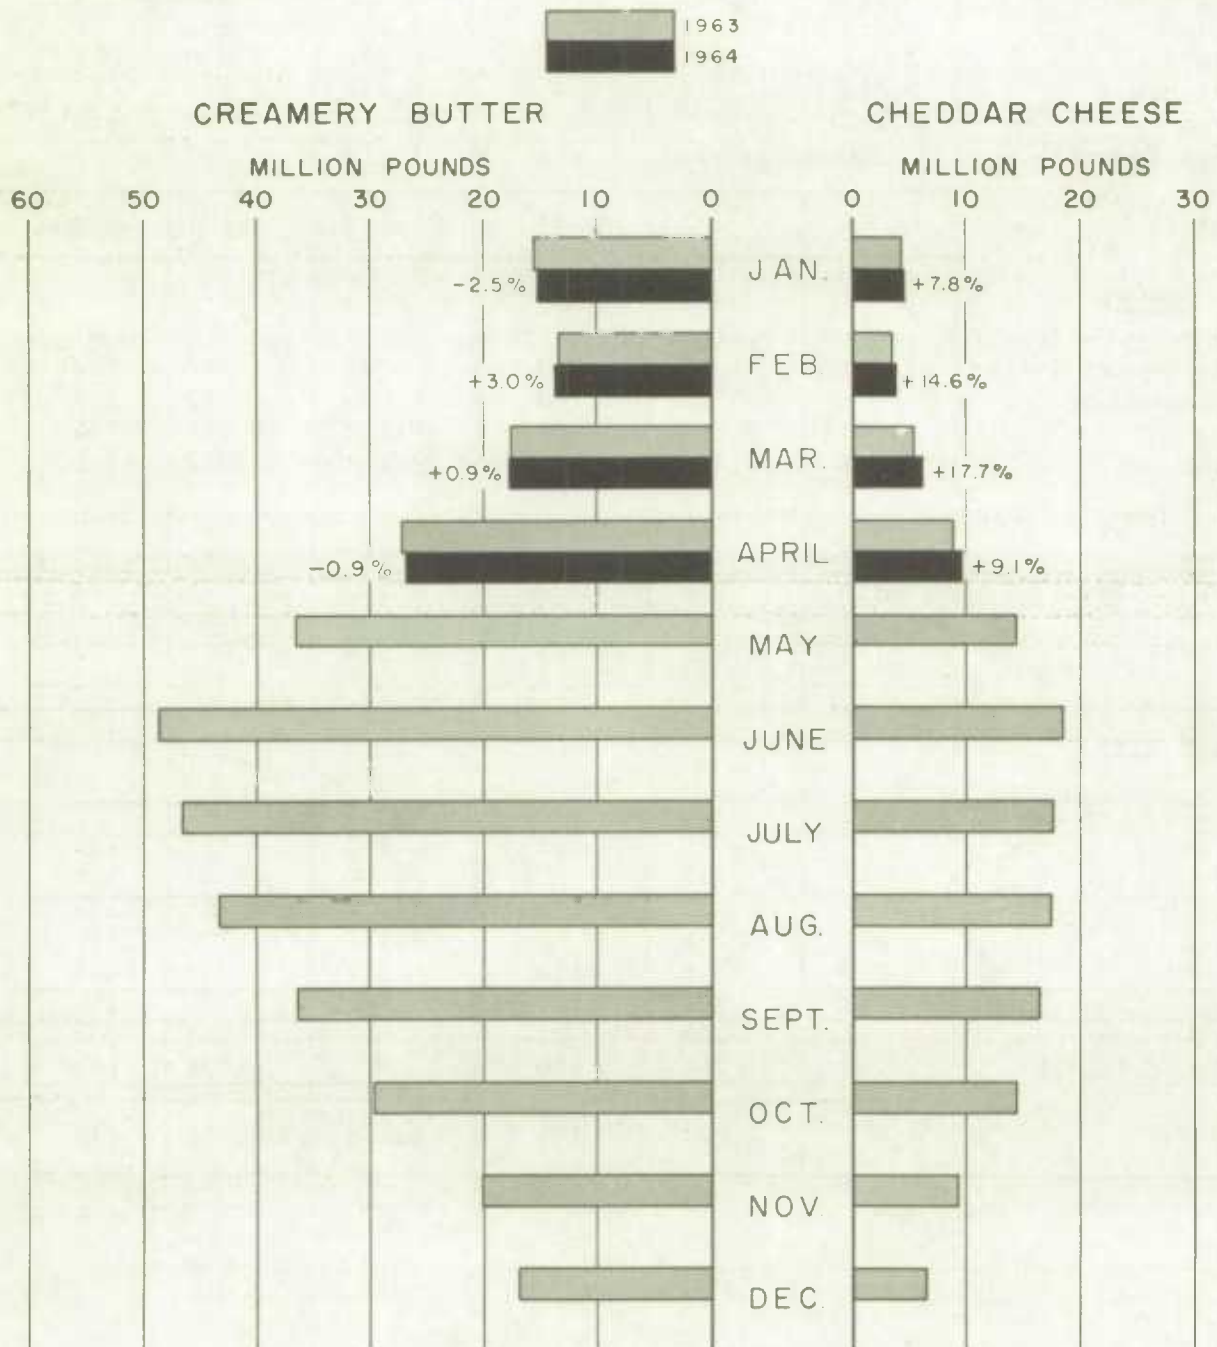 1963
1964
CREAMERY BUTTER CHEDDAR CHEESE
MILLION POUNDS MILLION POUNDS
60 50 40 30 20 10 0 0 10 20 30
JAN.
-2.5% +7.8%
FEB
+3.0% +14.6%
MAR.
+0.9% +17.7%
APRIL
-0.9% +9.1%
MAY
JUNE
JULY
AUG.
SEPT.
OCT.
NOV.
DEC.